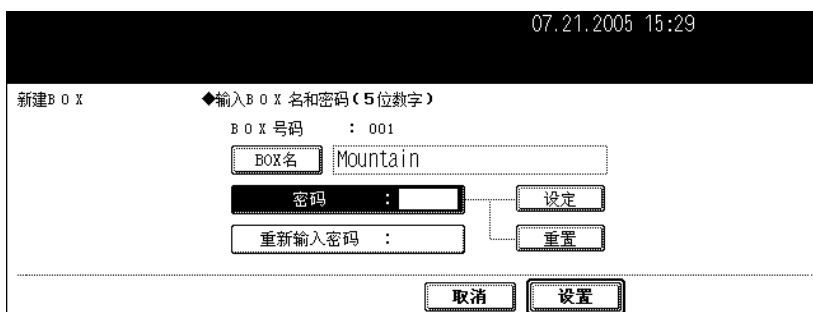 07.21.2005 15:29
新建BOX
◆输入BOX 名和密码(5位数字)
BOX号码 : 001
BOX名 Mountain
密码 : 设定
重新输入密码 : 重置
取消 设置